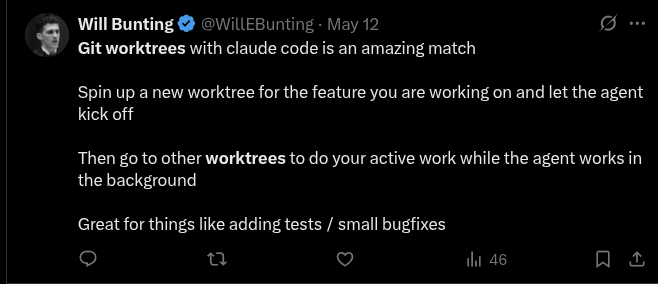 Will Bunting @WillEBunting · May 12
Git worktrees with claude code is an amazing match
Spin up a new worktree for the feature you are working on and let the agent
kick off
Then go to other worktrees to do your active work while the agent works in
the background
Great for things like adding tests / small bugfixes
46